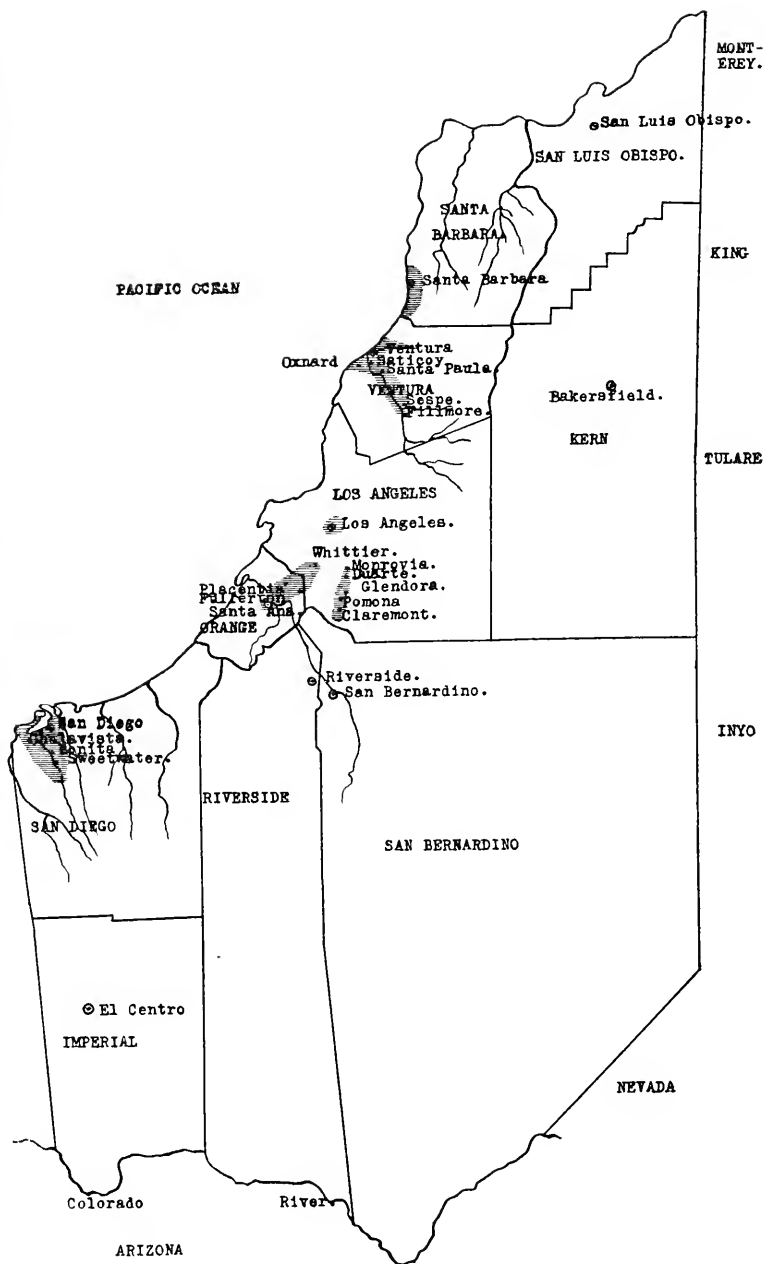 MONT-
EREY.
San Luis Obispo.
SAN LUIS OBISPO.
SANTA
BARBARA
KING
Santa Barbara
PACIFIC OCEAN
Ventura
Oxnard
Saticoy
Santa Paula.
VENTURA
Sespe.
Fillmore.
Bakersfield.
KERN
TULARE
LOS ANGELES
Los Angeles.
Whittier.
Monrovia.
Duarte.
Glendora.
Placentia
Fullerton
Pomona
Santa Ana.
Claremont.
ORANGE
Riverside.
San Bernardino.
San Diego
Chulavista.
Bonita
Sweetwater.
INYO
RIVERSIDE
SAN DIEGO
SAN BERNARDINO
El Centro
IMPERIAL
NEVADA
Colorado
River.
ARIZONA